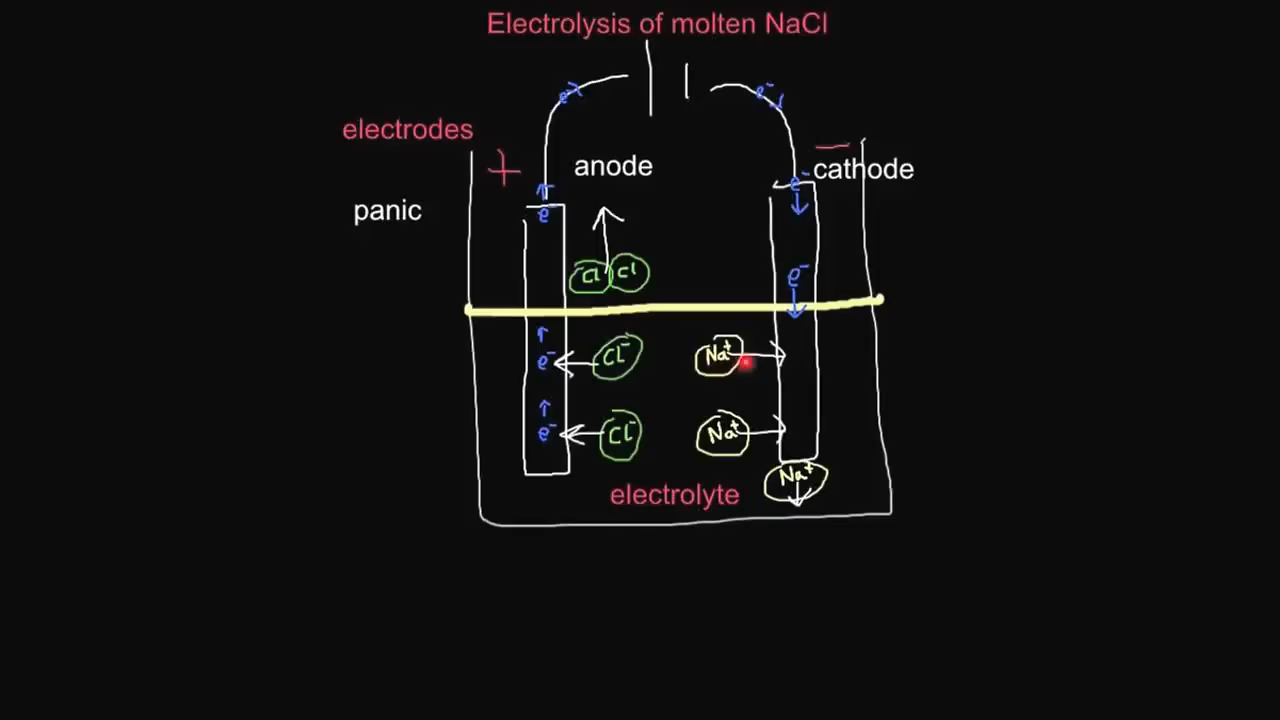 Electrolysis of molten NaCl
e⁻ e⁻
electrodes
+ anode − cathode
e⁻
panic
e⁻
Cl Cl e⁻
e⁻ Cl⁻ Na⁺
e⁻ Cl⁻ Na⁺
Na⁺
electrolyte